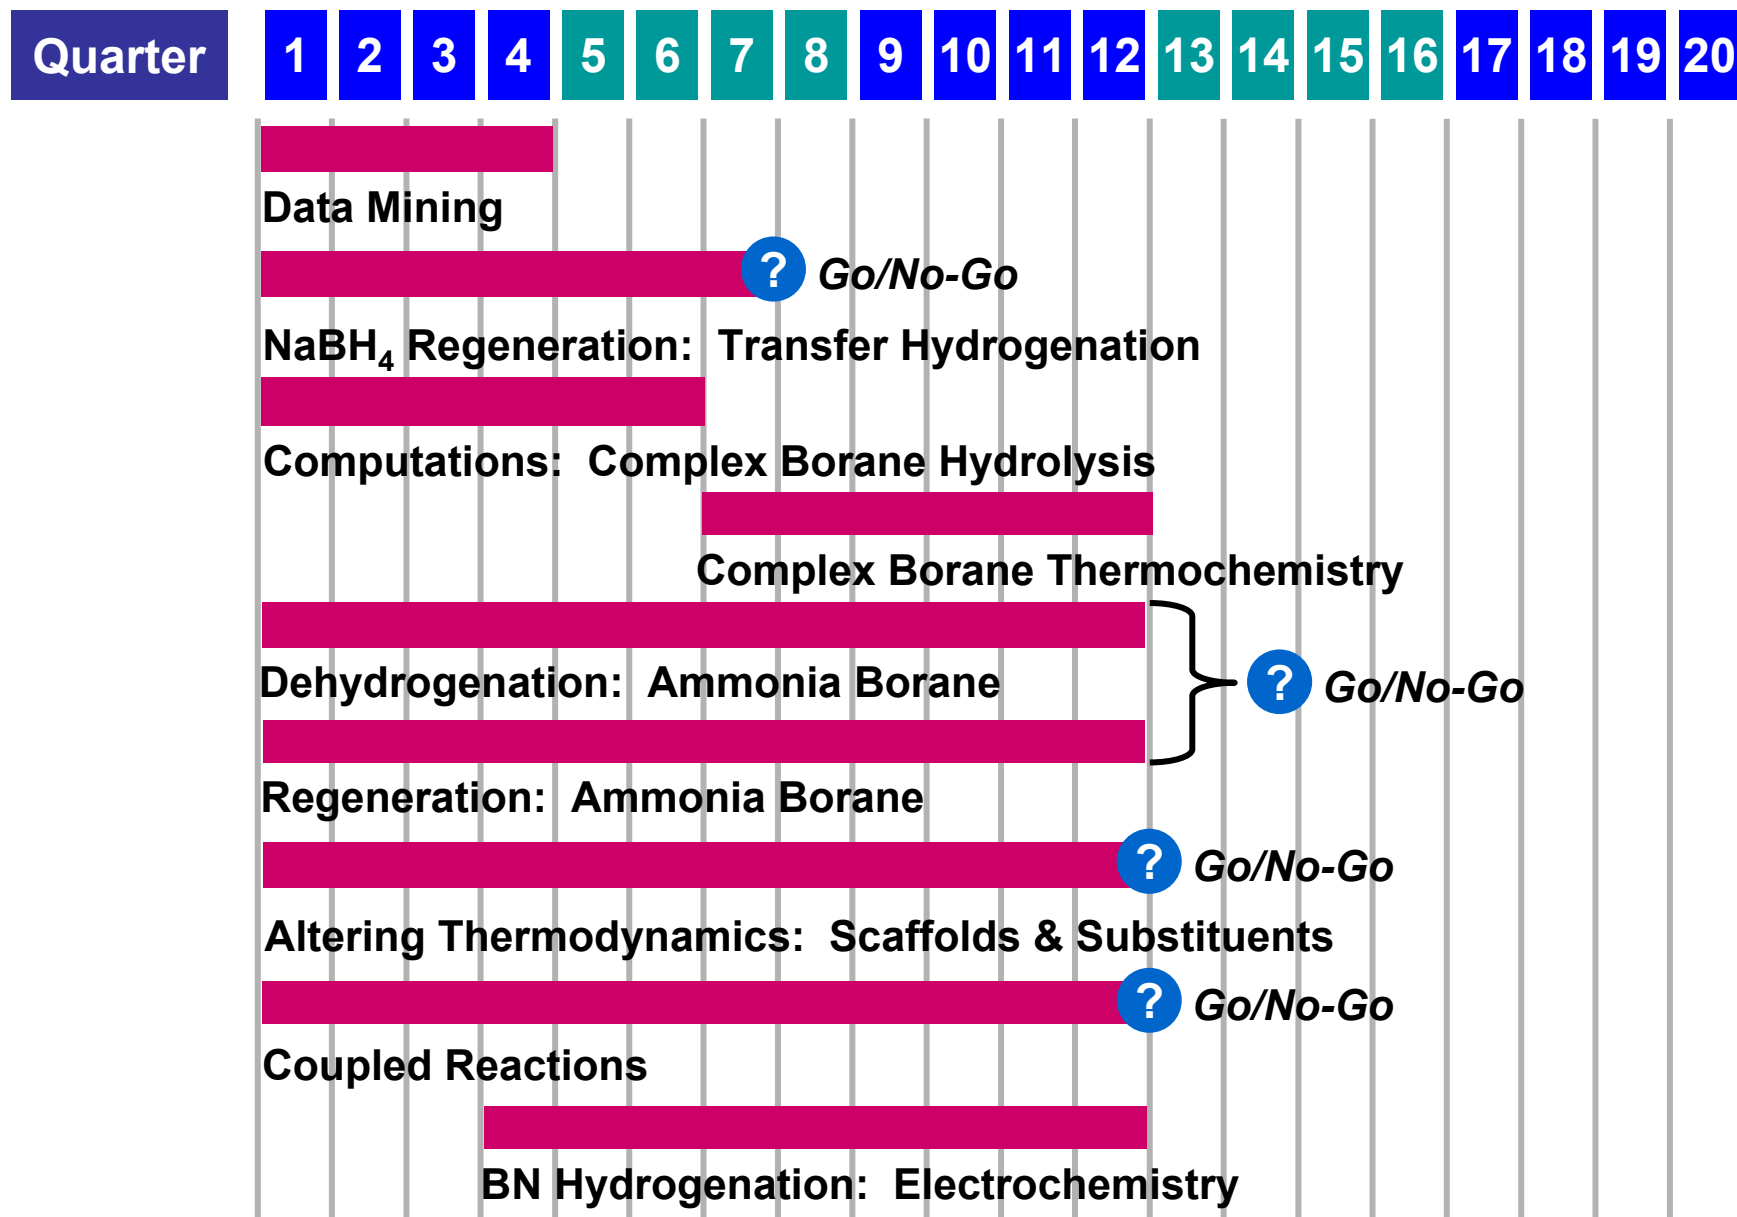 Quarter 1 2 3 4 5 6 7 8 9 10 11 12 13 14 15 16 17 18 19 20
Data Mining
? Go/No-Go
NaBH₄ Regeneration: Transfer Hydrogenation
Computations: Complex Borane Hydrolysis
Complex Borane Thermochemistry
Dehydrogenation: Ammonia Borane
? Go/No-Go
Regeneration: Ammonia Borane
? Go/No-Go
Altering Thermodynamics: Scaffolds & Substituents
? Go/No-Go
Coupled Reactions
BN Hydrogenation: Electrochemistry